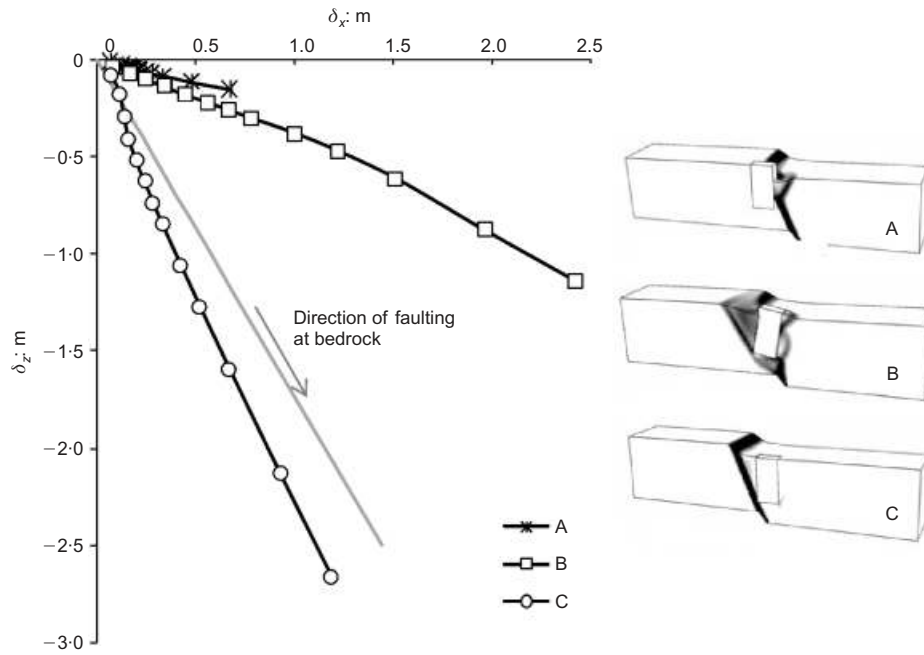 δx: m
0 0.5 1.0 1.5 2.0 2.5
0
−0·5
−1·0
−1·5
−2·0
−2·5
−3·0
δz: m
Direction of faulting
at bedrock
A
B
C
A
B
C